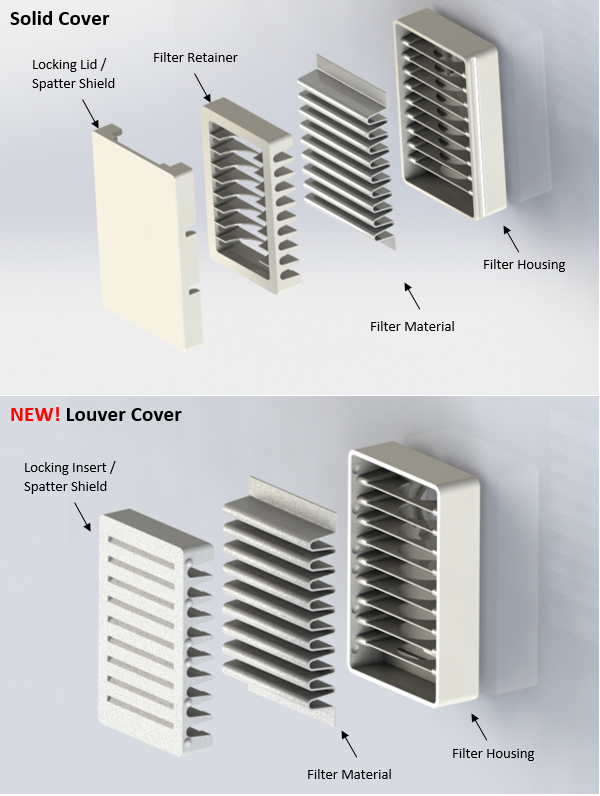 Solid Cover
Locking Lid /
Spatter Shield
Filter Retainer
Filter Housing
Filter Material
NEW! Louver Cover
Locking Insert /
Spatter Shield
Filter Housing
Filter Material